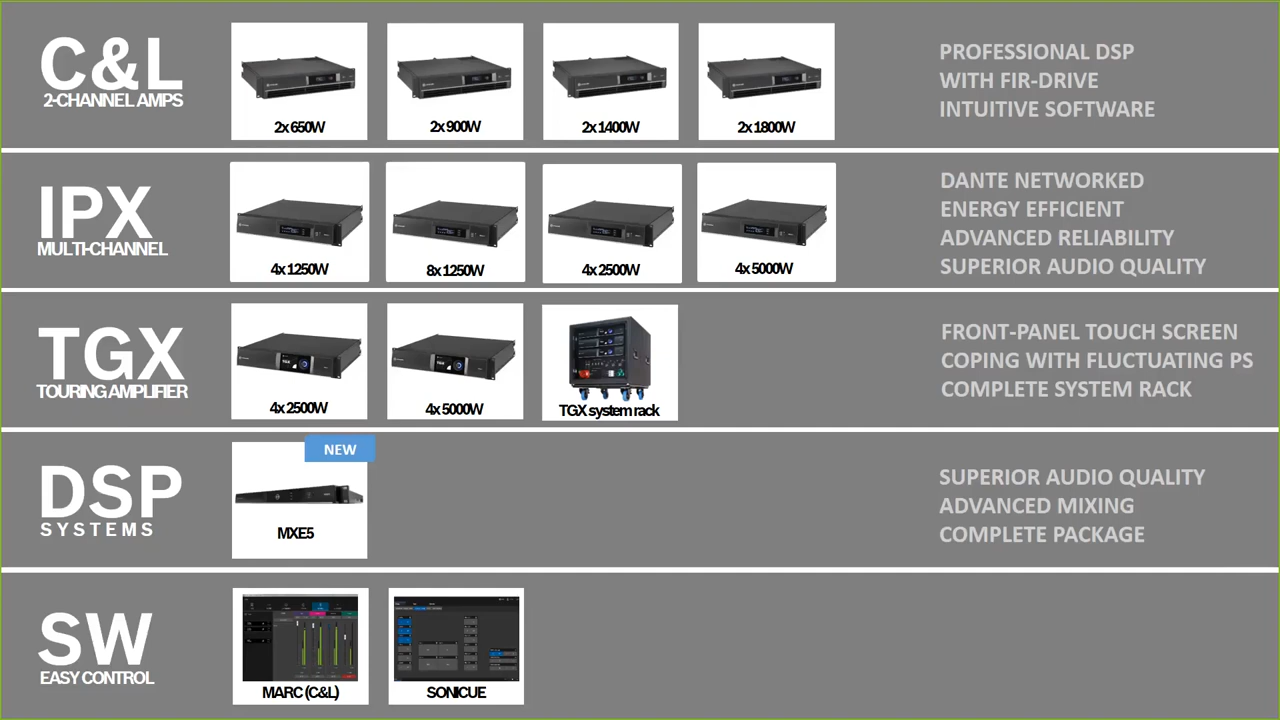 C&L
2-CHANNEL AMPS
2x 650W
2x 900W
2x 1400W
2x 1800W
PROFESSIONAL DSP
WITH FIR-DRIVE
INTUITIVE SOFTWARE
IPX
MULTI-CHANNEL
4x 1250W
8x 1250W
4x 2500W
4x 5000W
DANTE NETWORKED
ENERGY EFFICIENT
ADVANCED RELIABILITY
SUPERIOR AUDIO QUALITY
TGX
TOURING AMPLIFIER
TGX
4x 2500W
TGX
4x 5000W
TGX system rack
FRONT-PANEL TOUCH SCREEN
COPING WITH FLUCTUATING PS
COMPLETE SYSTEM RACK
DSP
SYSTEMS
NEW
MXE5
SUPERIOR AUDIO QUALITY
ADVANCED MIXING
COMPLETE PACKAGE
SW
EASY CONTROL
MARC (C&L)
SONICUE